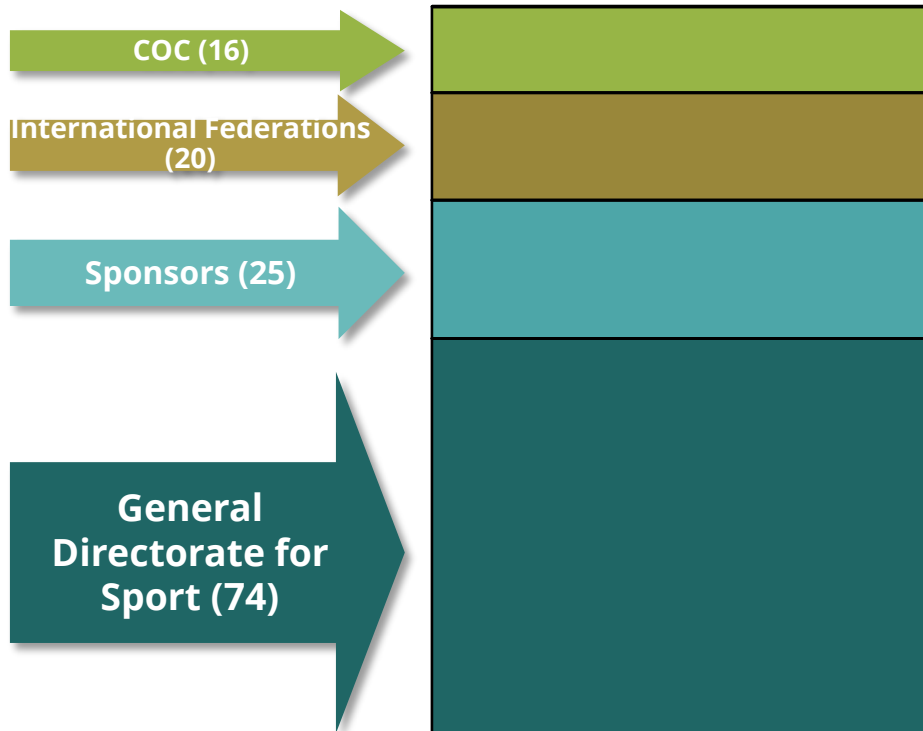 COC (16)
International Federations
(20)
Sponsors (25)
General
Directorate for
Sport (74)